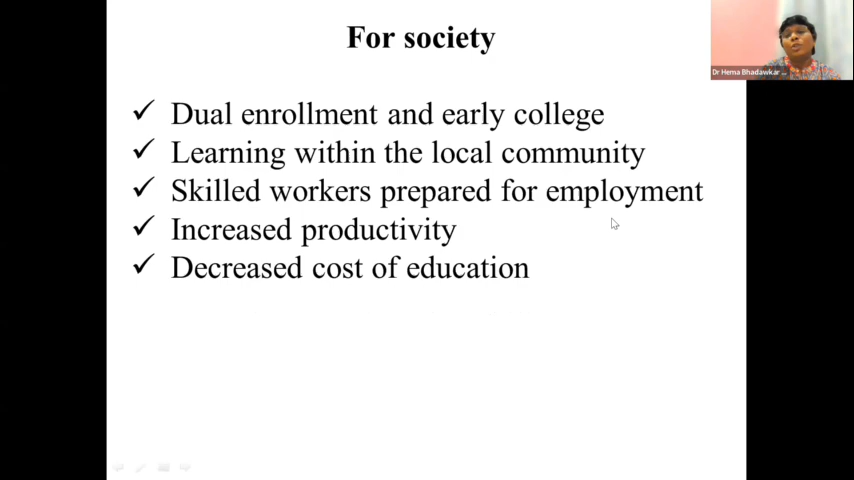 For society
Dr Hema Bhadawkar ...
✓ Dual enrollment and early college
✓ Learning within the local community
✓ Skilled workers prepared for employment
✓ Increased productivity
✓ Decreased cost of education